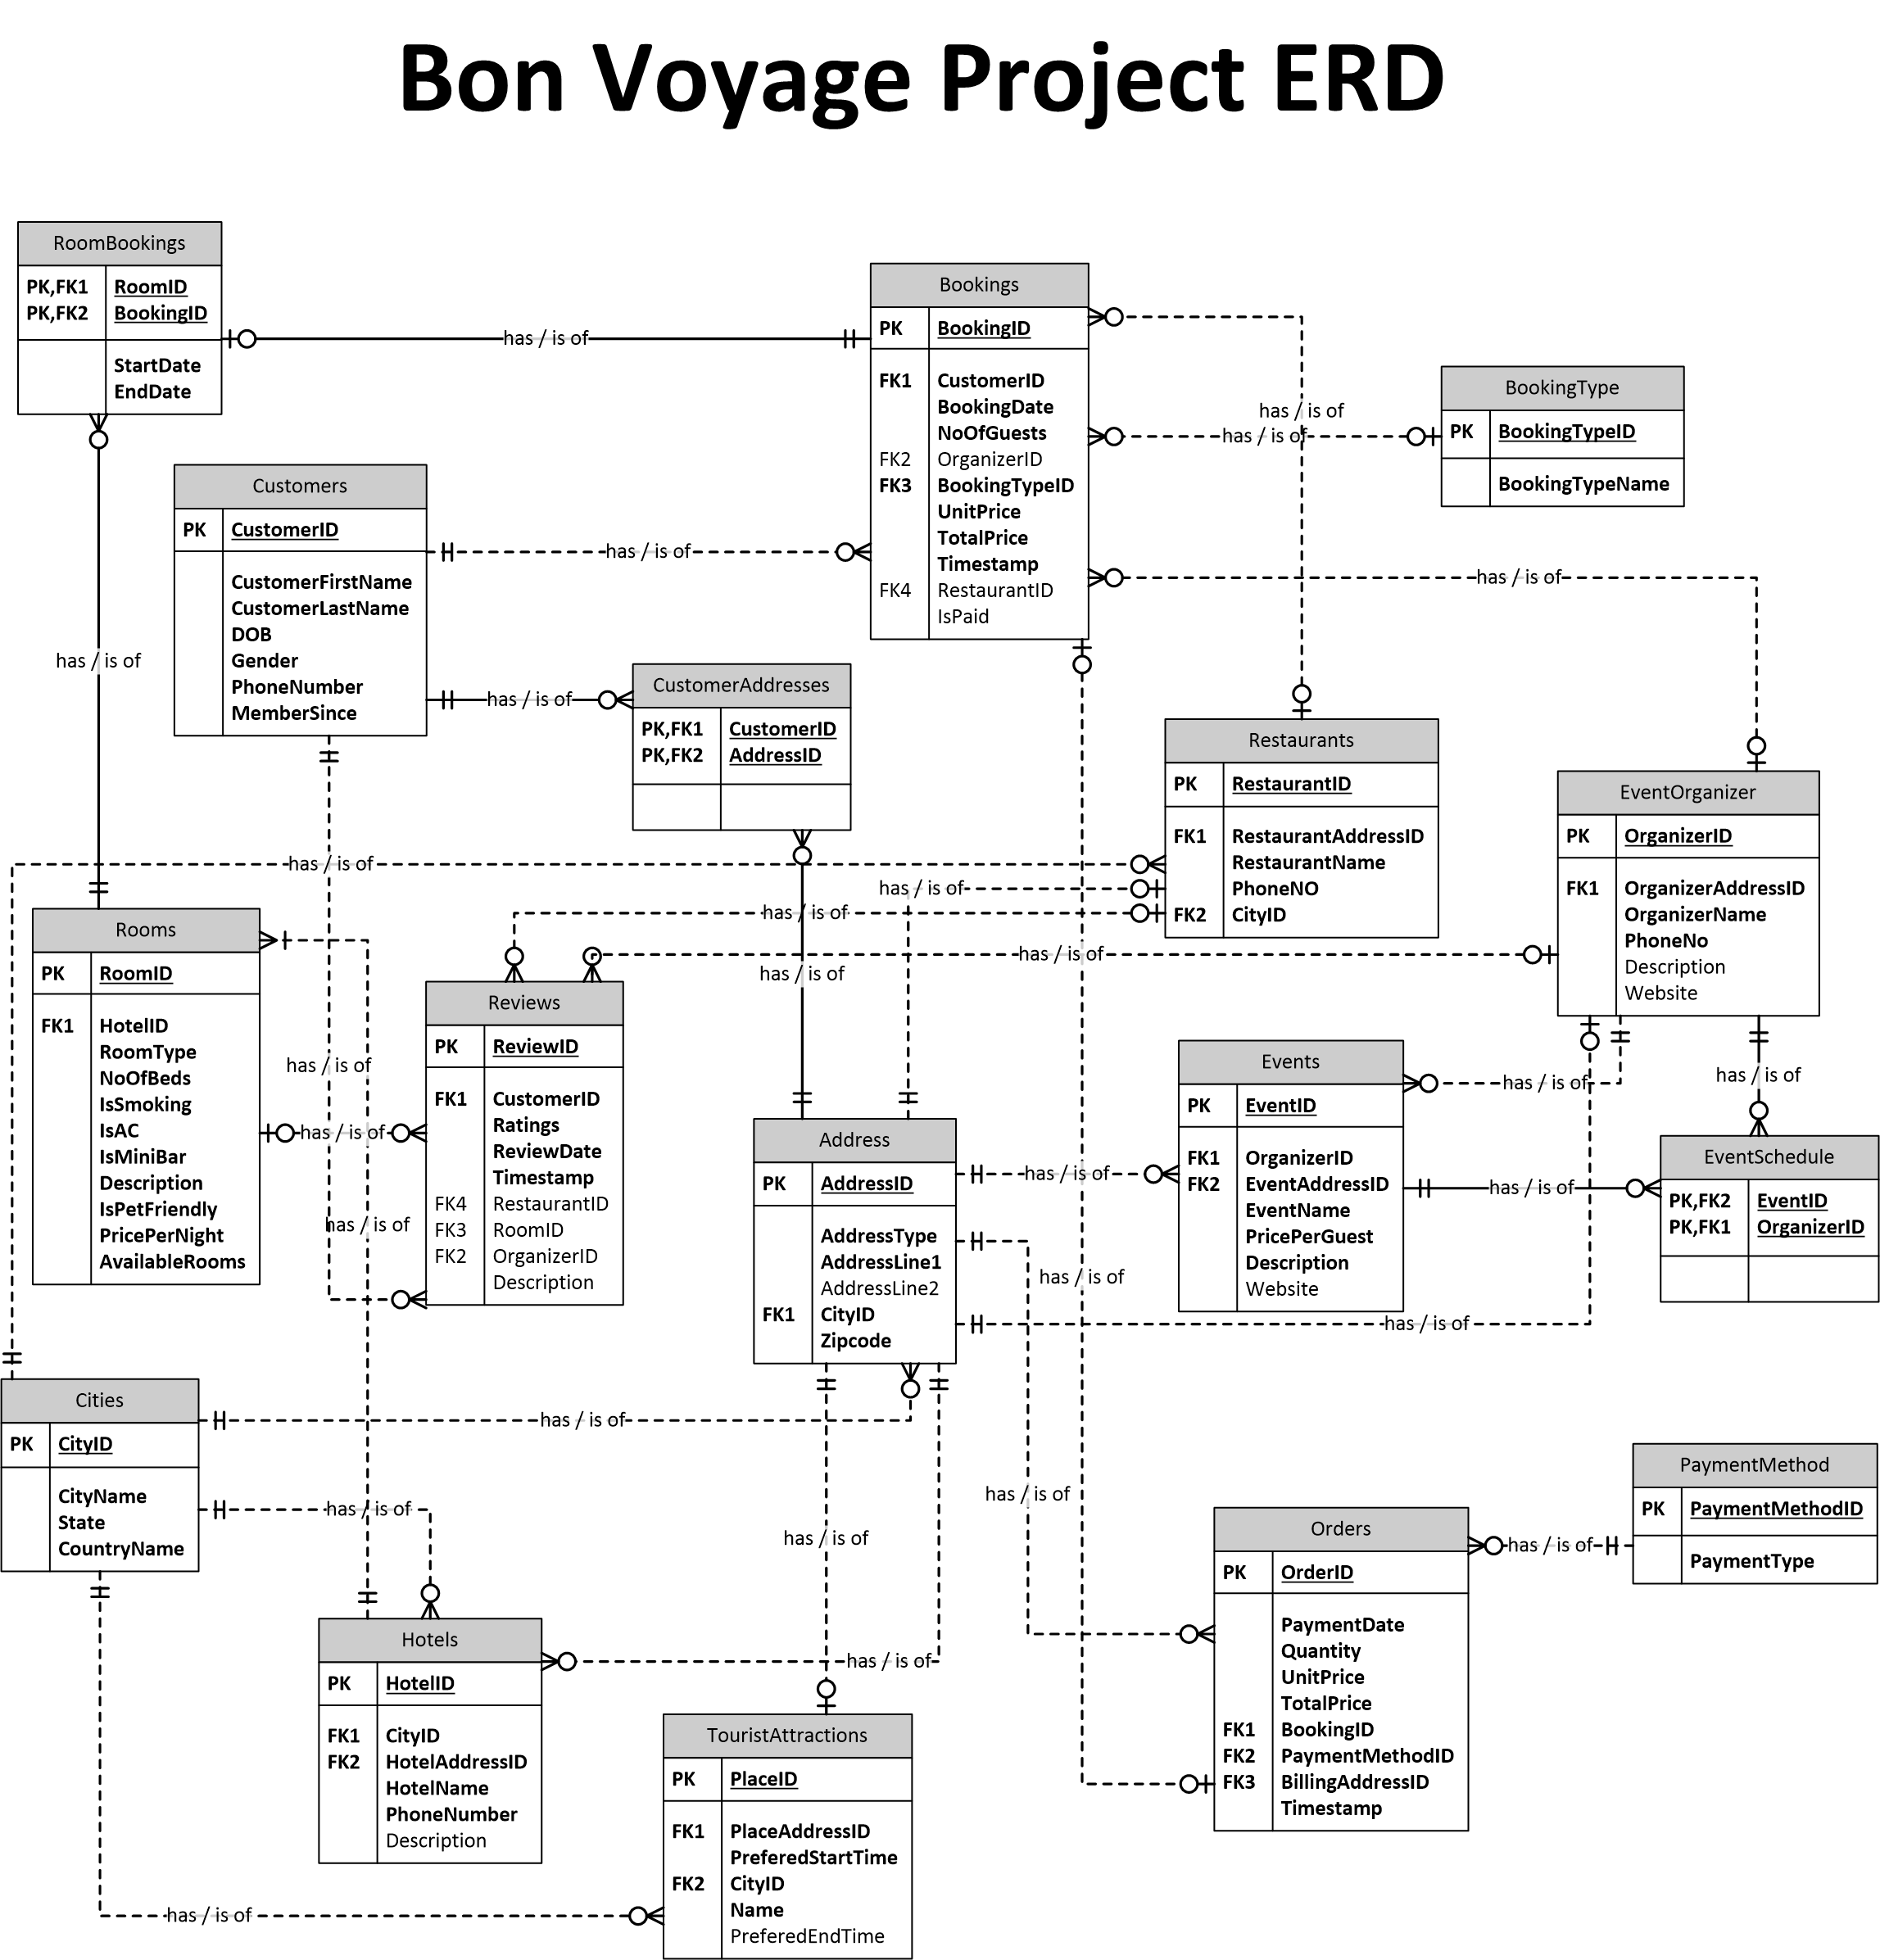 Bon Voyage Project ERD
RoomBookings
PK,FK1 RoomID
PK,FK2 BookingID
StartDate
EndDate
has / is of
Bookings
PK BookingID
FK1 CustomerID
BookingDate
NoOfGuests
FK2 OrganizerID
FK3 BookingTypeID
UnitPrice
TotalPrice
Timestamp
FK4 RestaurantID
IsPaid
has / is of
has / is of
BookingType
PK BookingTypeID
BookingTypeName
Customers
PK CustomerID
CustomerFirstName
CustomerLastName
DOB
Gender
PhoneNumber
MemberSince
has / is of
has / is of
has / is of
has / is of
CustomerAddresses
PK,FK1 CustomerID
PK,FK2 AddressID
Restaurants
PK RestaurantID
FK1 RestaurantAddressID
RestaurantName
PhoneNO
FK2 CityID
EventOrganizer
PK OrganizerID
FK1 OrganizerAddressID
OrganizerName
PhoneNo
Description
Website
has / is of
has / is of
has / is of
has / is of
has / is of
Rooms
PK RoomID
FK1 HotelID
RoomType
NoOfBeds
IsSmoking
IsAC
IsMiniBar
Description
IsPetFriendly
PricePerNight
AvailableRooms
has / is of
has / is of
has / is of
Reviews
PK ReviewID
FK1 CustomerID
Ratings
ReviewDate
Timestamp
FK4 RestaurantID
FK3 RoomID
FK2 OrganizerID
Description
Address
PK AddressID
AddressType
AddressLine1
AddressLine2
FK1 CityID
Zipcode
has / is of
has / is of
has / is of
Events
PK EventID
FK1 OrganizerID
FK2 EventAddressID
EventName
PricePerGuest
Description
Website
has / is of
has / is of
has / is of
EventSchedule
PK,FK2 EventID
PK,FK1 OrganizerID
Cities
PK CityID
CityName
State
CountryName
has / is of
has / is of
has / is of
has / is of
has / is of
Hotels
PK HotelID
FK1 CityID
FK2 HotelAddressID
HotelName
PhoneNumber
Description
has / is of
TouristAttractions
PK PlaceID
FK1 PlaceAddressID
PreferedStartTime
FK2 CityID
Name
PreferedEndTime
has / is of
Orders
PK OrderID
PaymentDate
Quantity
UnitPrice
TotalPrice
FK1 BookingID
FK2 PaymentMethodID
FK3 BillingAddressID
Timestamp
has / is of
PaymentMethod
PK PaymentMethodID
PaymentType